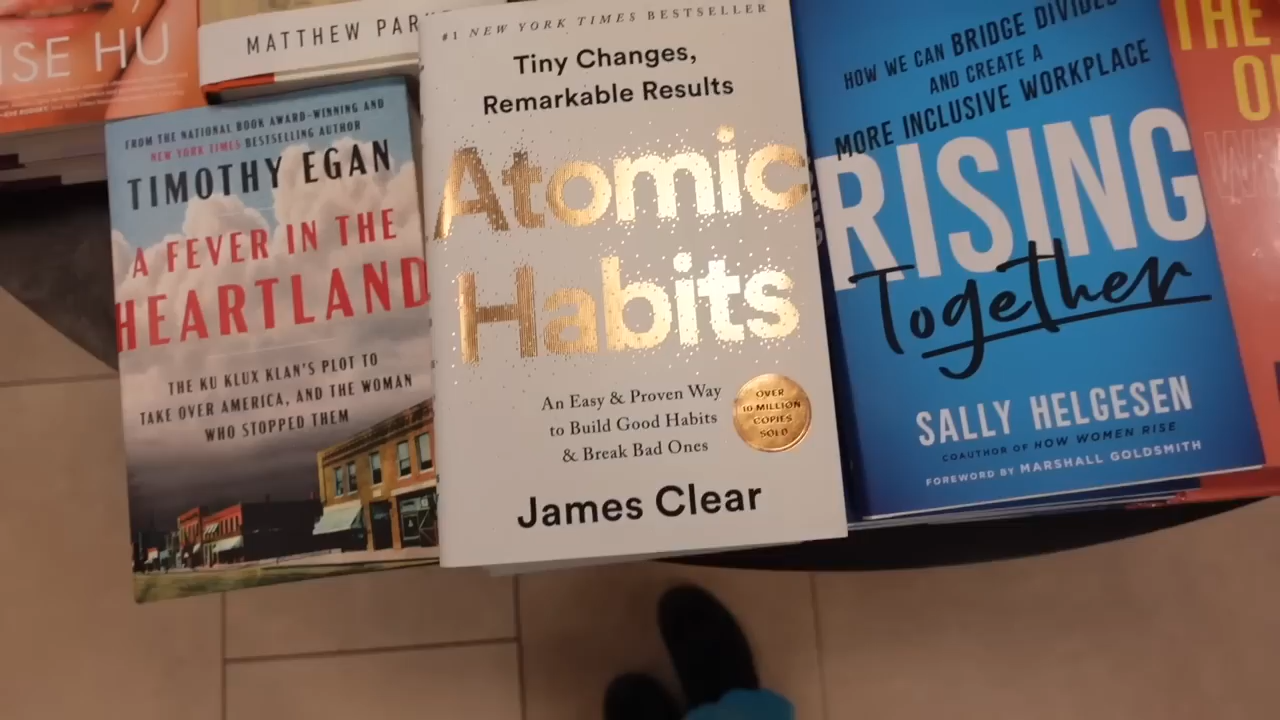 ISE HU
MATTHEW PAR
FROM THE NATIONAL BOOK AWARD–WINNING AND
NEW YORK TIMES BESTSELLING AUTHOR
TIMOTHY EGAN
A FEVER IN THE
HEARTLAND
THE KU KLUX KLAN'S PLOT TO
TAKE OVER AMERICA, AND THE WOMAN
WHO STOPPED THEM
#1 NEW YORK TIMES BESTSELLER
Tiny Changes,
Remarkable Results
Atomic
Habits
An Easy & Proven Way
to Build Good Habits
& Break Bad Ones
OVER
10 MILLION
COPIES
SOLD
James Clear
HOW WE CAN BRIDGE DIVIDES
AND CREATE A
MORE INCLUSIVE WORKPLACE
RISING
Together
SALLY HELGESEN
COAUTHOR OF HOW WOMEN RISE
FOREWORD BY MARSHALL GOLDSMITH
THE